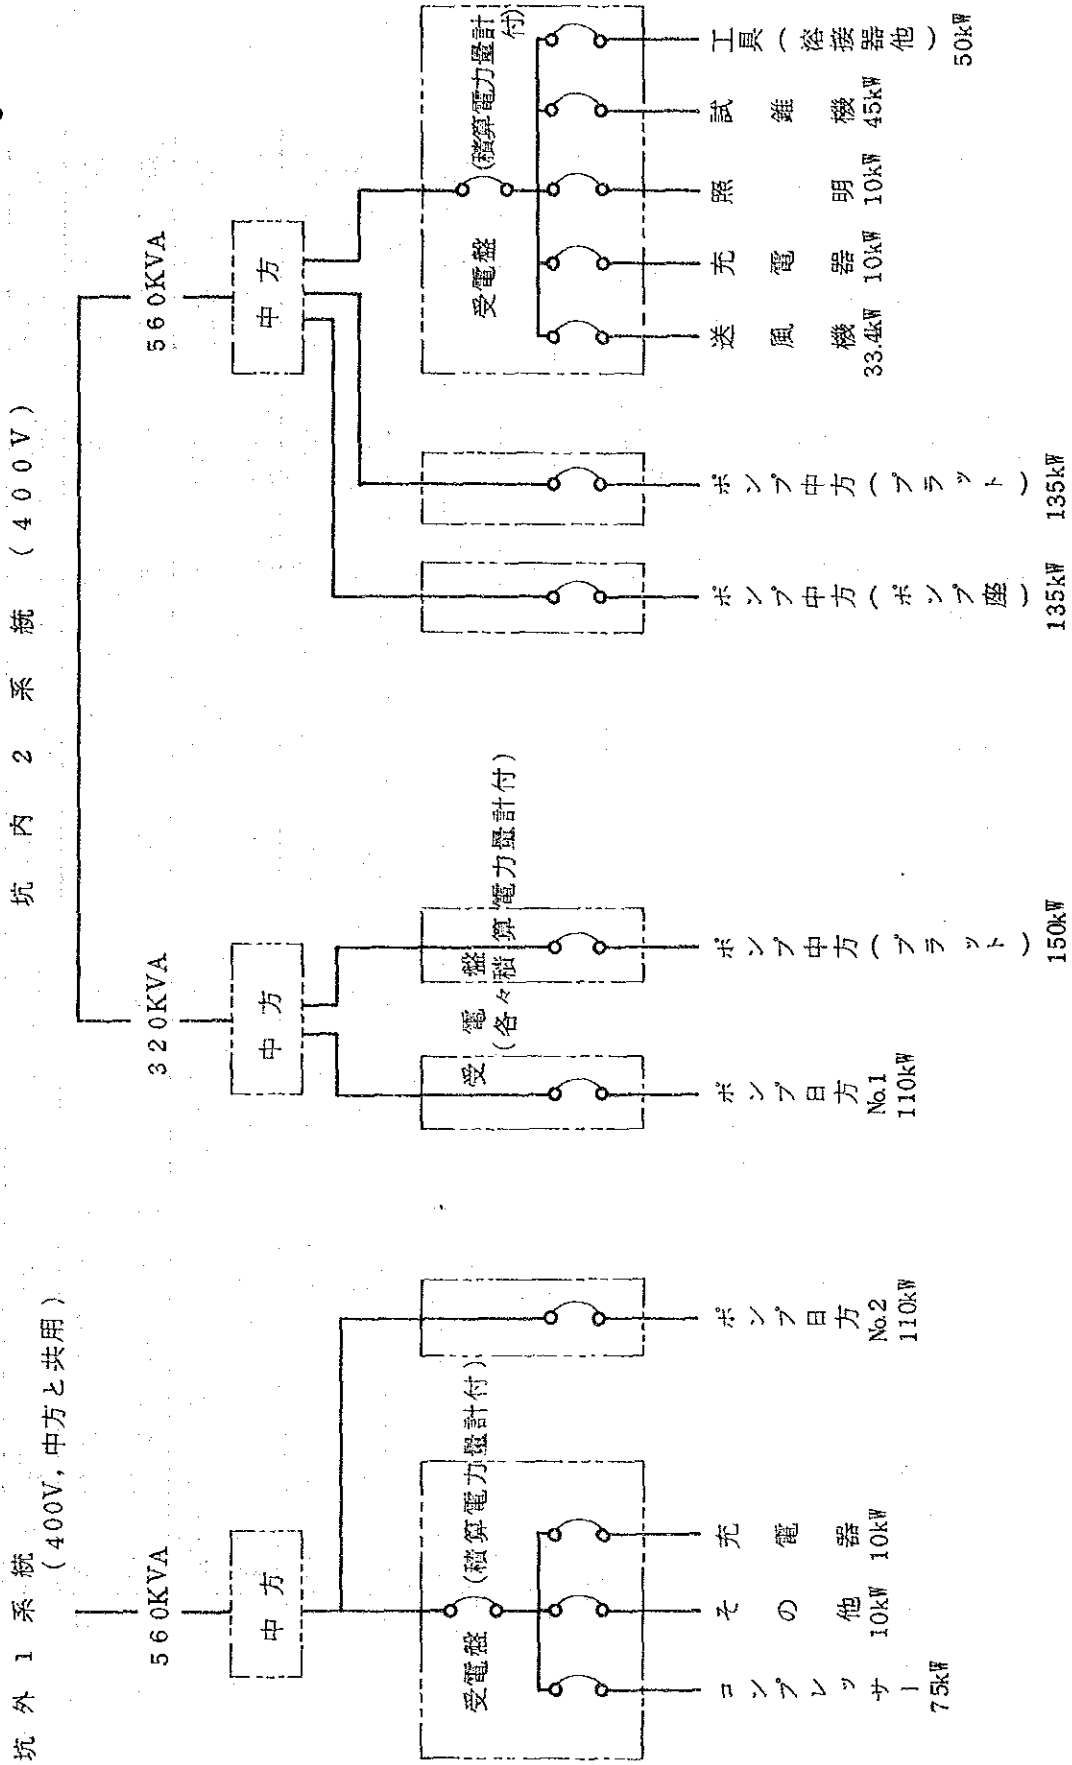 坑外1系統
(400V,中方と共用)
560KVA
中方
受電盤
(積算電力量計付)
コンプレッサー
75kW
その他
10kW
充電器
10kW
ポンプ日方
No.2
110kW
坑内2系統(400V)
320KVA
中方
受電盤
(各々積算電力量計付)
ポンプ日方
No.1
110kW
ポンプ中方(プラット)
150kW
560KVA
中方
ポンプ中方(ポンプ座)
135kW
ポンプ中方(プラット)
135kW
受電盤
(積算電力量計付)
送風機
33.4kW
充電器
10kW
照明
10kW
試錐機
45kW
工具(溶接器他)
50kW